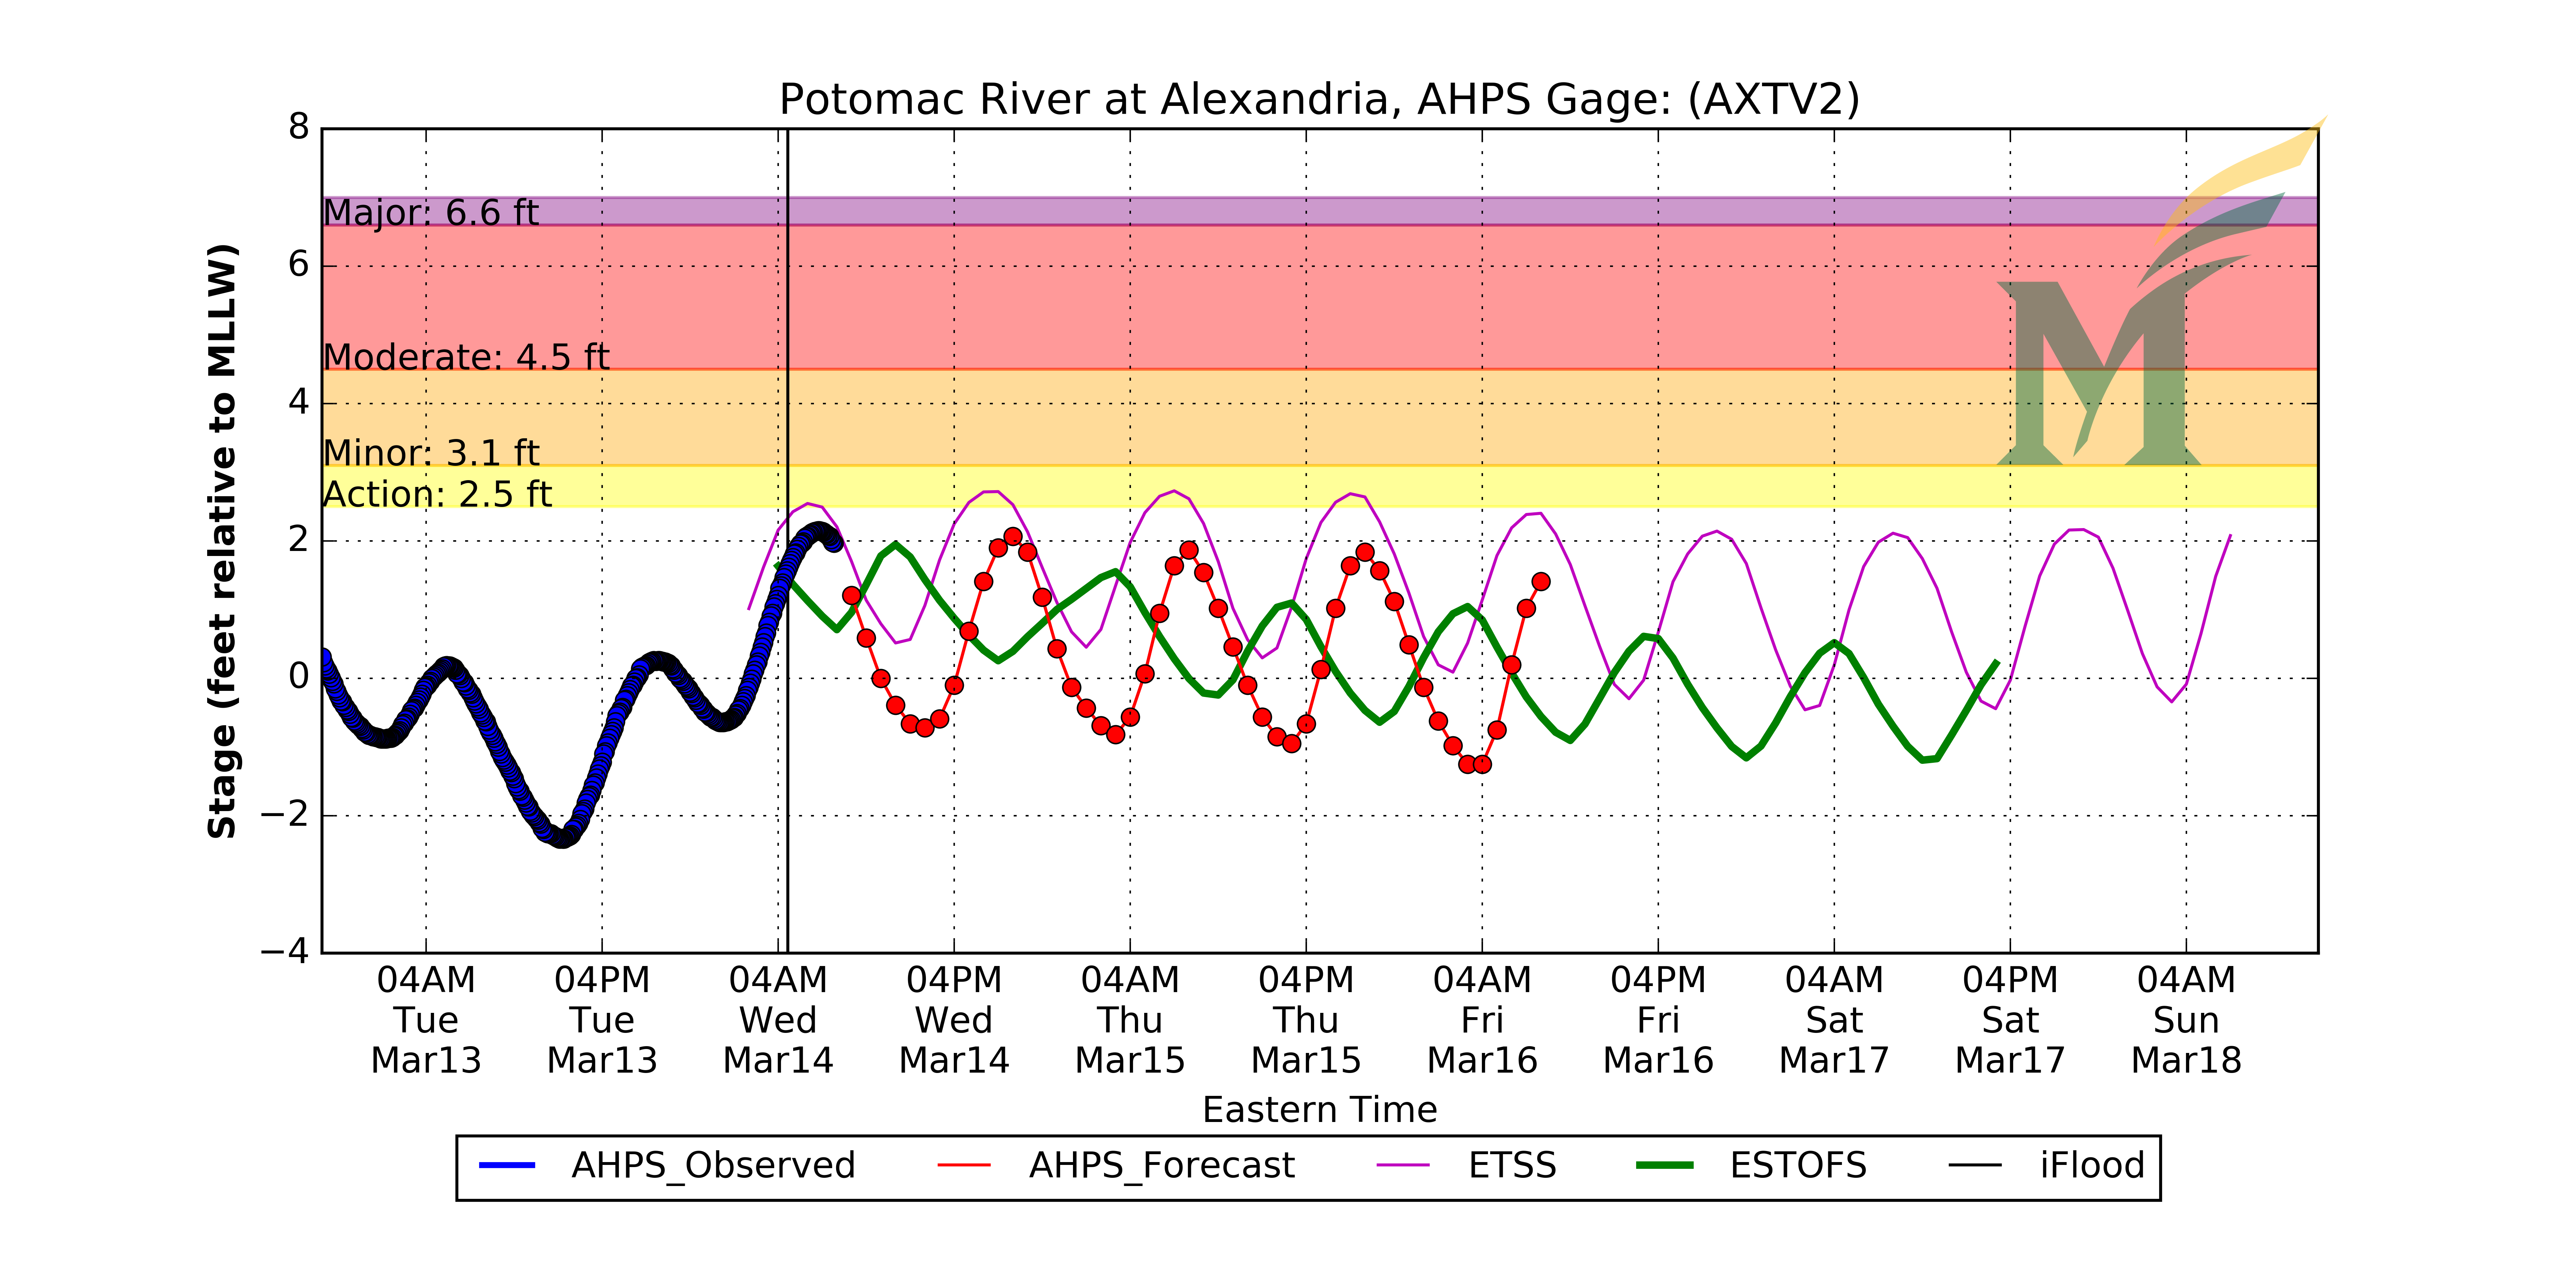 Potomac River at Alexandria, AHPS Gage: (AXTV2)
Stage (feet relative to MLLW)
8
6
4
2
0
−2
−4
Major: 6.6 ft
Moderate: 4.5 ft
Minor: 3.1 ft
Action: 2.5 ft
M
04AM Tue Mar13
04PM Tue Mar13
04AM Wed Mar14
04PM Wed Mar14
04AM Thu Mar15
04PM Thu Mar15
04AM Fri Mar16
04PM Fri Mar16
04AM Sat Mar17
04PM Sat Mar17
04AM Sun Mar18
Eastern Time
AHPS_Observed AHPS_Forecast ETSS ESTOFS iFlood